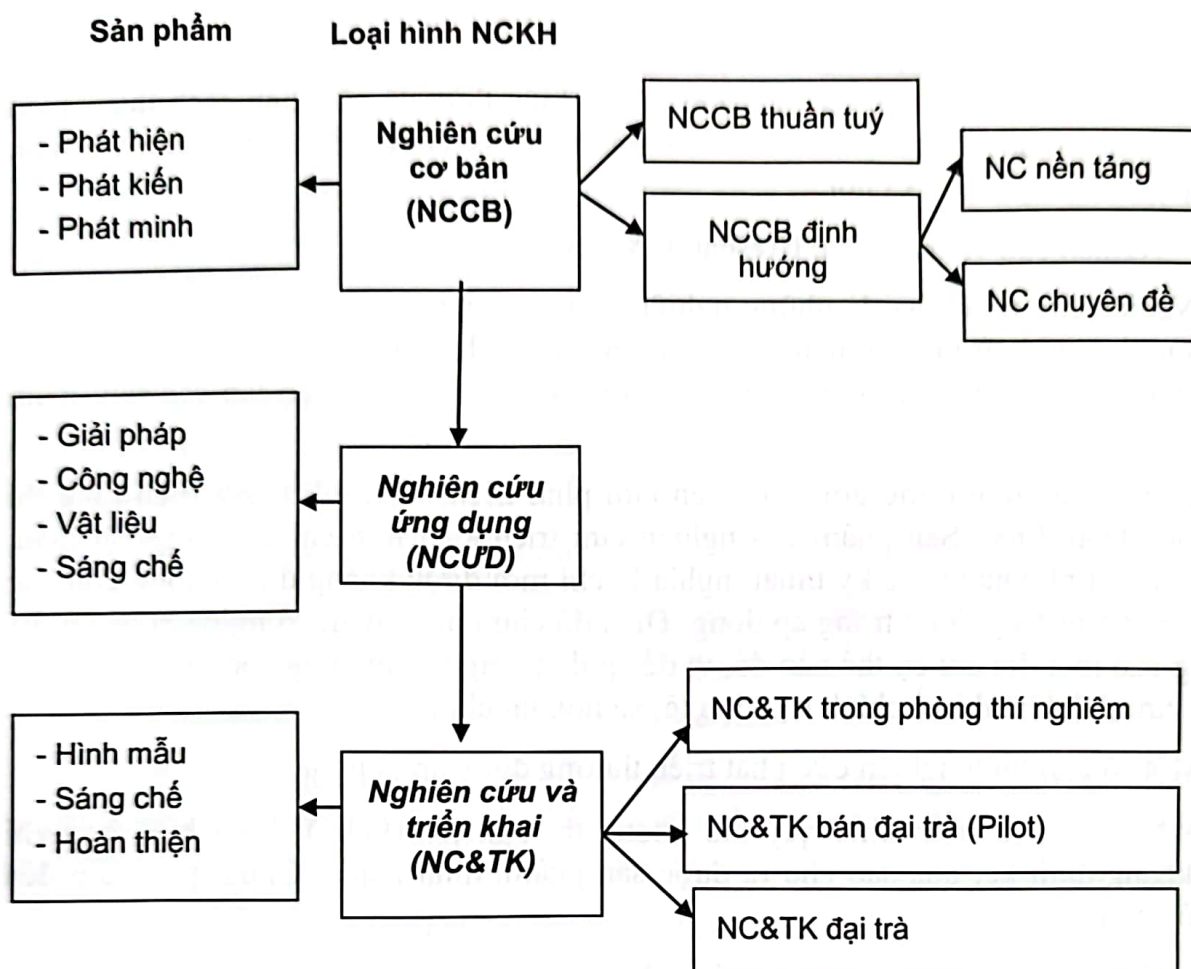 Sản phẩm
Loại hình NCKH
- Phát hiện
- Phát kiến
- Phát minh
Nghiên cứu
cơ bản
(NCCB)
NCCB thuần tuý
NCCB định
hướng
NC nền tảng
NC chuyên đề
- Giải pháp
- Công nghệ
- Vật liệu
- Sáng chế
Nghiên cứu
ứng dụng
(NCƯD)
- Hình mẫu
- Sáng chế
- Hoàn thiện
Nghiên cứu và
triển khai
(NC&TK)
NC&TK trong phòng thí nghiệm
NC&TK bán đại trà (Pilot)
NC&TK đại trà